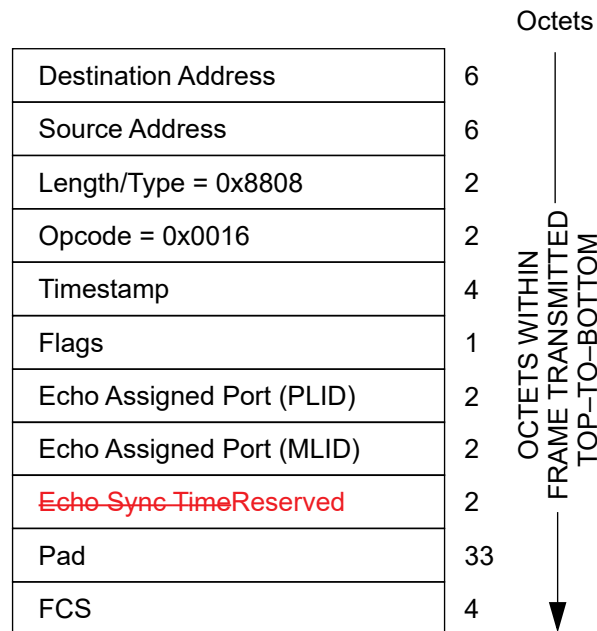 Octets
Destination Address 6
Source Address 6
Length/Type = 0x8808 2
Opcode = 0x0016 2
Timestamp 4
Flags 1
Echo Assigned Port (PLID) 2
Echo Assigned Port (MLID) 2
Echo Sync TimeReserved 2
Pad 33
FCS 4
OCTETS WITHIN
FRAME TRANSMITTED
TOP–TO–BOTTOM